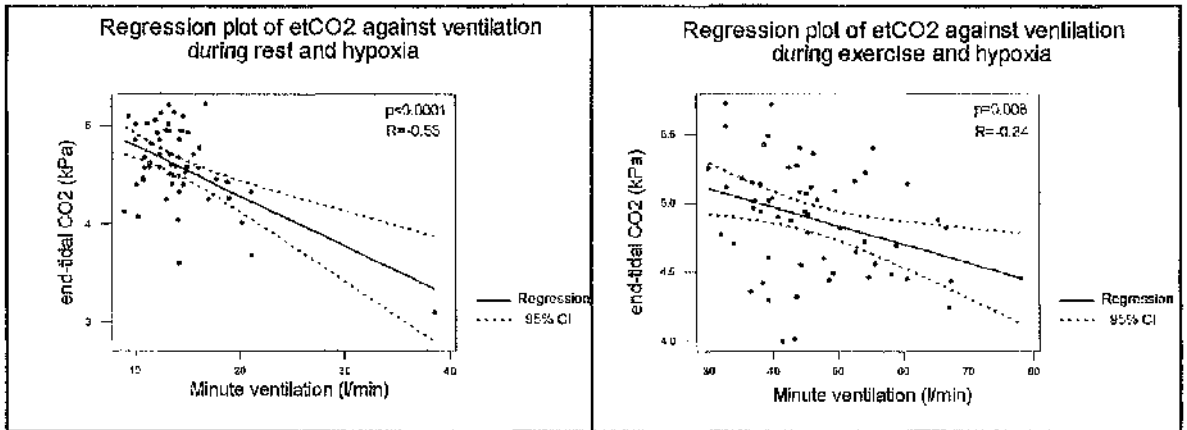 Regression plot of etCO2 against ventilation
during rest and hypoxia
p<0.0001
R=-0.55
5
4
3
end-tidal CO2 (kPa)
Regression
95% CI
10
20
30
40
Minute ventilation (l/min)
Regression plot of etCO2 against ventilation
during exercise and hypoxia
p=0.008
R=-0.34
5.5
5.0
4.5
4.0
end-tidal CO2 (kPa)
Regression
95% CI
30
40
50
60
70
80
Minute ventilation (l/min)